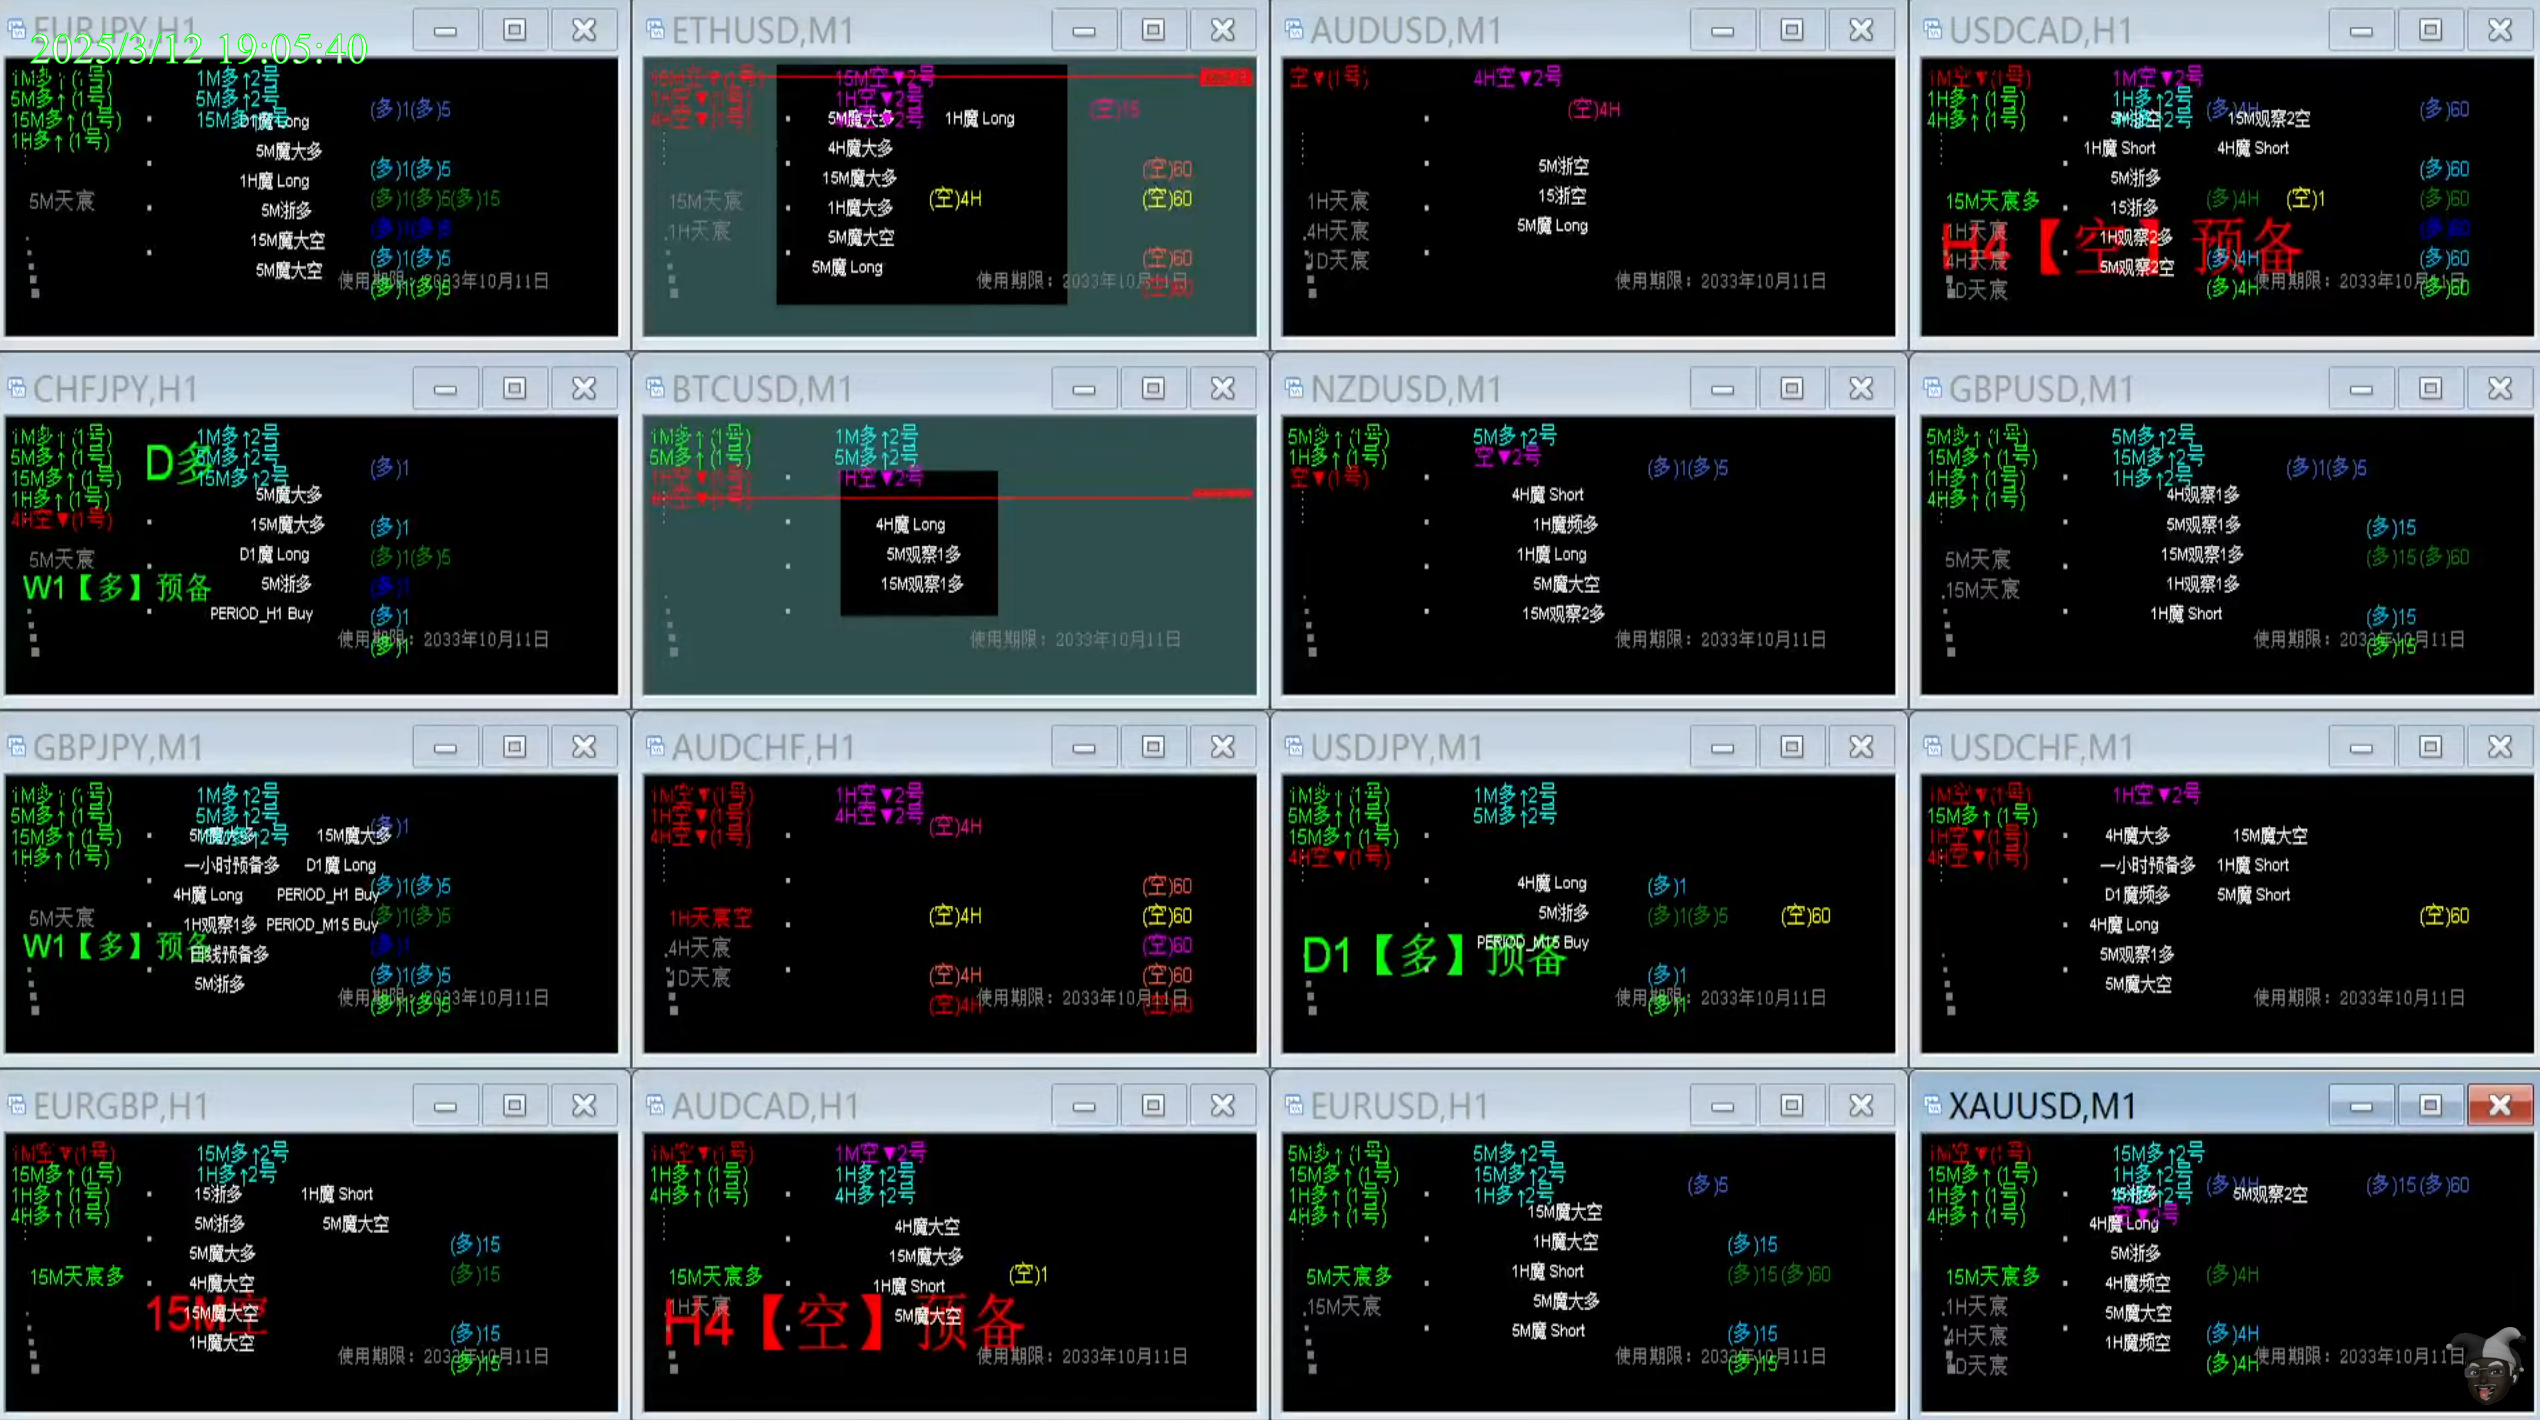 2025/3/12 19:05:40
EURJPY,H1
1M多↑(1号)
5M多↑(1号)
15M多↑(1号)
1H多↑(1号)
1M多↑2号
5M多↑2号
15M多↑2号
D1魔 Long
5M魔大多
1H魔 Long
5M浙多
15M魔大空
5M魔大空
5M天宸
(多)1(多)5
(多)1(多)5
(多)1(多)5(多)15
(多)1(多)5
(多)1(多)5
(多)1(多)5
使用期限：2033年10月11日
ETHUSD,M1
15M空▼(1号)
1H空▼(1号)
4H空▼(1号)
15M空▼2号
1H空▼2号
5M魔大多
1H魔 Long
4H魔大多
15M魔大多
1H魔大多
5M魔大空
5M魔 Long
15M天宸
1H天宸
(空)15
(空)60
(空)4H
(空)60
(空)60
(空)60
使用期限：2033年10月11日
AUDUSD,M1
空▼(1号)
4H空▼2号
(空)4H
5M浙空
15浙空
5M魔 Long
1H天宸
4H天宸
1D天宸
使用期限：2033年10月11日
USDCAD,H1
1M空▼(1号)
1H多↑(1号)
4H多↑(1号)
1M空▼2号
1H多↑2号
4H多↑2号
5M浙空
15M观察2空
1H魔 Short
4H魔 Short
5M浙多
15浙多
1H观察2多
5M观察2空
15M天宸多
1H天宸
4H天宸
1D天宸
H4【空】预备
(多)4H
(多)60
(多)60
(多)4H
(空)1
(多)60
(多)60
(多)4H
(多)60
(多)4H
(多)60
使用期限：2033年10月11日
CHFJPY,H1
1M多↑(1号)
5M多↑(1号)
15M多↑(1号)
1H多↑(1号)
4H空▼(1号)
D多
1M多↑2号
5M多↑2号
15M多↑2号
5M魔大多
15M魔大多
D1魔 Long
5M浙多
PERIOD_H1 Buy
5M天宸
W1【多】预备
(多)1
(多)1
(多)1(多)5
(多)1
(多)1
(多)1
使用期限：2033年10月11日
BTCUSD,M1
1M多↑(1号)
5M多↑(1号)
1H空▼(1号)
4H空▼(1号)
1M多↑2号
5M多↑2号
1H空▼2号
4H魔 Long
5M观察1多
15M观察1多
使用期限：2033年10月11日
NZDUSD,M1
5M多↑(1号)
1H多↑(1号)
空▼(1号)
5M多↑2号
空▼2号
(多)1(多)5
4H魔 Short
1H魔频多
1H魔 Long
5M魔大空
15M观察2多
使用期限：2033年10月11日
GBPUSD,M1
5M多↑(1号)
15M多↑(1号)
1H多↑(1号)
4H多↑(1号)
5M多↑2号
15M多↑2号
1H多↑2号
(多)1(多)5
4H观察1多
5M观察1多
15M观察1多
1H观察1多
1H魔 Short
5M天宸
15M天宸
(多)15
(多)15(多)60
(多)15
(多)15
使用期限：2033年10月11日
GBPJPY,M1
1M多↑(1号)
5M多↑(1号)
15M多↑(1号)
1H多↑(1号)
1M多↑2号
5M多↑2号
15M多↑2号
5M魔大多
15M魔大多
一小时预备多
D1魔 Long
4H魔 Long
PERIOD_H1 Buy
1H观察1多
PERIOD_M15 Buy
日线预备多
5M浙多
5M天宸
W1【多】预备
(多)1
(多)1(多)5
(多)1(多)5
(多)1
(多)1(多)5
(多)1(多)5
使用期限：2033年10月11日
AUDCHF,H1
1M空▼(1号)
1H空▼(1号)
4H空▼(1号)
1H空▼2号
4H空▼2号
(空)4H
(空)60
1H天宸空
4H天宸
1D天宸
(空)4H
(空)60
(空)60
(空)4H
(空)60
(空)4H
(空)60
使用期限：2033年10月11日
USDJPY,M1
1M多↑(1号)
5M多↑(1号)
15M多↑(1号)
4H空▼(1号)
1M多↑2号
5M多↑2号
4H魔 Long
5M浙多
PERIOD_M15 Buy
D1【多】预备
(多)1
(多)1(多)5
(空)60
(多)1
(多)1
使用期限：2033年10月11日
USDCHF,M1
1M空▼(1号)
15M多↑(1号)
1H空▼(1号)
4H空▼(1号)
1H空▼2号
4H魔大多
15M魔大空
一小时预备多
1H魔 Short
D1魔频多
5M魔 Short
4H魔 Long
5M观察1多
5M魔大空
(空)60
使用期限：2033年10月11日
EURGBP,H1
1M空▼(1号)
15M多↑(1号)
1H多↑(1号)
4H多↑(1号)
15M多↑2号
1H多↑2号
15浙多
1H魔 Short
5M浙多
5M魔大空
5M魔大多
4H魔大空
15M魔大空
1H魔大空
15M天宸多
15M空
(多)15
(多)15
(多)15
(多)15
使用期限：2033年10月11日
AUDCAD,H1
1M空▼(1号)
1H多↑(1号)
4H多↑(1号)
1M空▼2号
1H多↑2号
4H多↑2号
4H魔大空
15M魔大多
1H魔 Short
5M魔大空
15M天宸多
1H天宸
H4【空】预备
(空)1
使用期限：2033年10月11日
EURUSD,H1
5M多↑(1号)
15M多↑(1号)
1H多↑(1号)
4H多↑(1号)
5M多↑2号
15M多↑2号
1H多↑2号
(多)5
15M魔大空
1H魔大空
1H魔 Short
5M魔大多
5M魔 Short
5M天宸多
15M天宸
(多)15
(多)15(多)60
(多)15
(多)15
使用期限：2033年10月11日
XAUUSD,M1
1M空▼(1号)
15M多↑(1号)
1H多↑(1号)
4H多↑(1号)
15M多↑2号
1H多↑2号
4H多↑2号
空▼2号
15浙多
5M观察2空
4H魔 Long
5M浙多
4H魔频空
5M魔大空
1H魔频空
15M天宸多
1H天宸
4H天宸
1D天宸
(多)4H
(多)15(多)60
(多)4H
(多)4H
(多)4H
使用期限：2033年10月11日